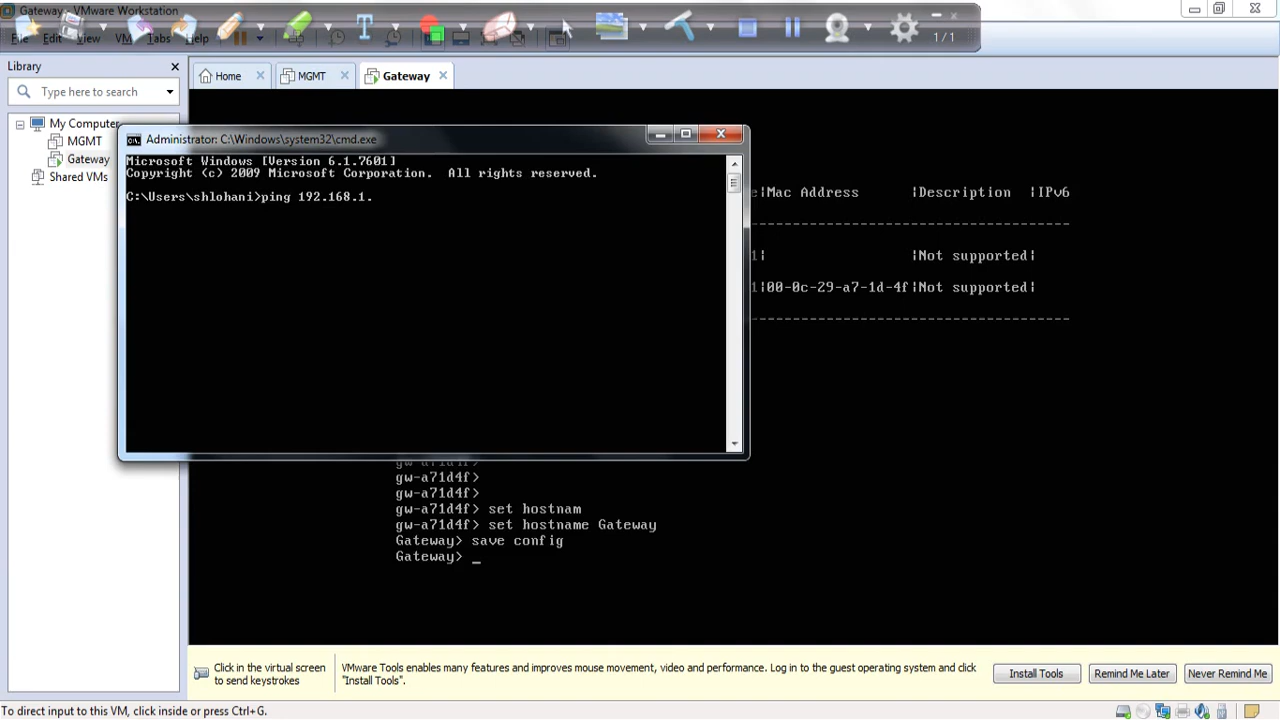 Gateway - VMware Workstation
File Edit View VM Tabs Help
1/1
Library
Type here to search
My Computer
MGMT
Gateway
Shared VMs
Home
MGMT
Gateway
Administrator: C:\Windows\system32\cmd.exe
Microsoft Windows [Version 6.1.7601]
Copyright (c) 2009 Microsoft Corporation. All rights reserved.
C:\Users\shlohani>ping 192.168.1.
e|Mac Address |Description |IPv6
1| |Not supported|
1|00-0c-29-a7-1d-4f|Not supported|
gw-a71d4f>
gw-a71d4f>
gw-a71d4f>
gw-a71d4f> set hostnam
gw-a71d4f> set hostname Gateway
Gateway> save config
Gateway> _
Click in the virtual screen
to send keystrokes
VMware Tools enables many features and improves mouse movement, video and performance. Log in to the guest operating system and click
"Install Tools".
Install Tools
Remind Me Later
Never Remind Me
To direct input to this VM, click inside or press Ctrl+G.